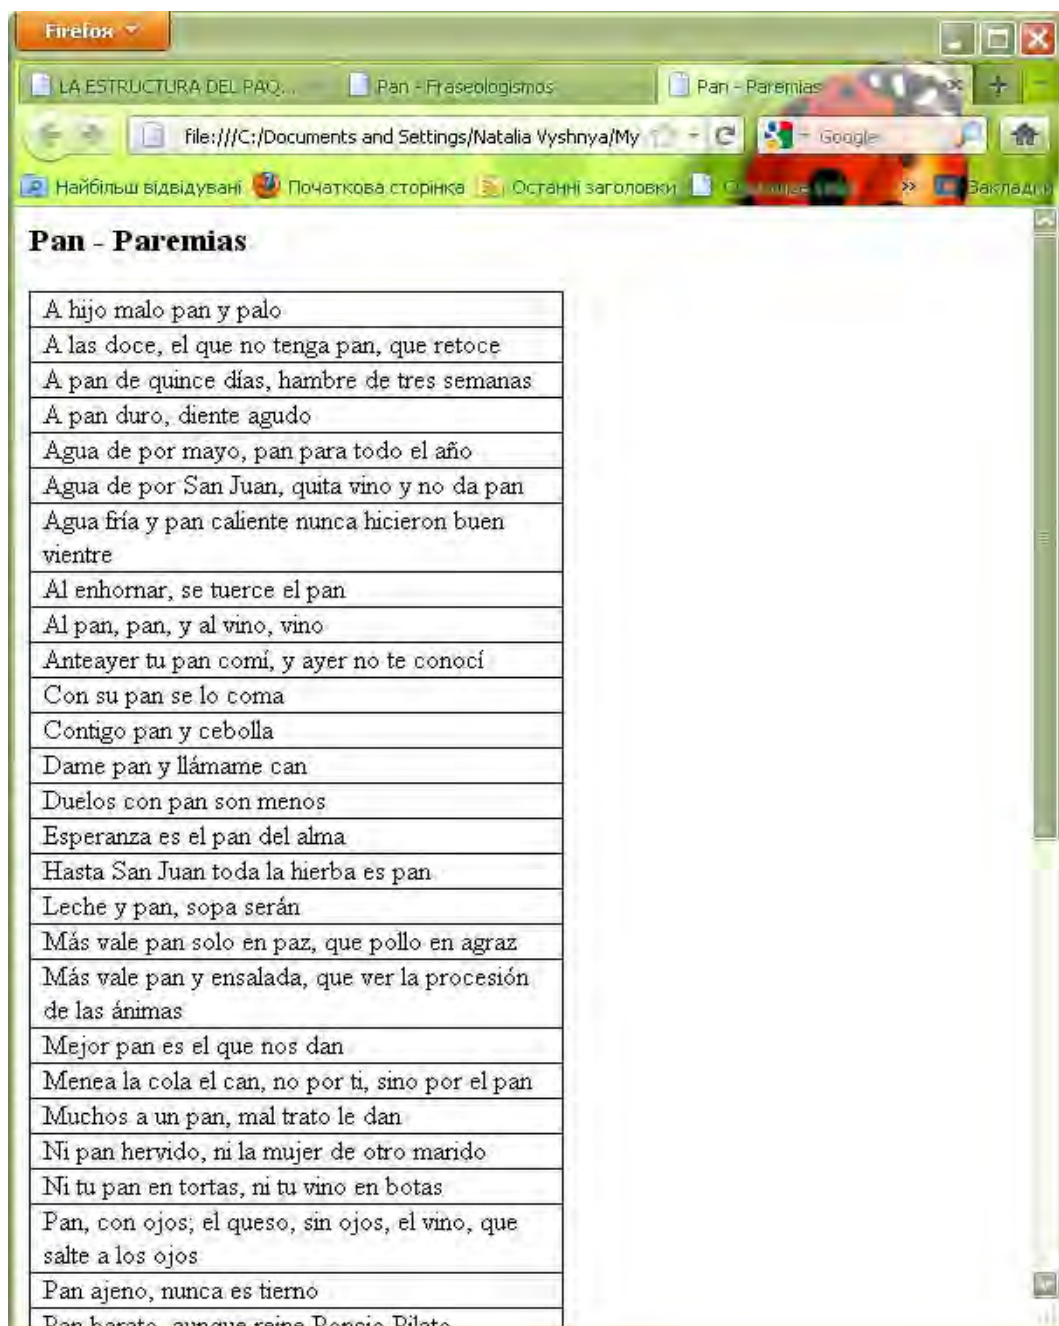 Firefox
LA ESTRUCTURA DEL PAQ...
Pan - Fraseologismos
Pan - Paremias
file:///C:/Documents and Settings/Natalia Vyshnya/My
Google
Найбільш відвідувані
Початкова сторінка
Останні заголовки
»
Закладки
Pan - Paremias
A hijo malo pan y palo
A las doce, el que no tenga pan, que retoce
A pan de quince días, hambre de tres semanas
A pan duro, diente agudo
Agua de por mayo, pan para todo el año
Agua de por San Juan, quita vino y no da pan
Agua fría y pan caliente nunca hicieron buen
vientre
Al enhornar, se tuerce el pan
Al pan, pan, y al vino, vino
Anteayer tu pan comí, y ayer no te conocí
Con su pan se lo coma
Contigo pan y cebolla
Dame pan y llámame can
Duelos con pan son menos
Esperanza es el pan del alma
Hasta San Juan toda la hierba es pan
Leche y pan, sopa serán
Más vale pan solo en paz, que pollo en agraz
Más vale pan y ensalada, que ver la procesión
de las ánimas
Mejor pan es el que nos dan
Menea la cola el can, no por ti, sino por el pan
Muchos a un pan, mal trato le dan
Ni pan hervido, ni la mujer de otro marido
Ni tu pan en tortas, ni tu vino en botas
Pan, con ojos; el queso, sin ojos, el vino, que
salte a los ojos
Pan ajeno, nunca es tierno
Pan barato, aunque reine Poncio Pilato